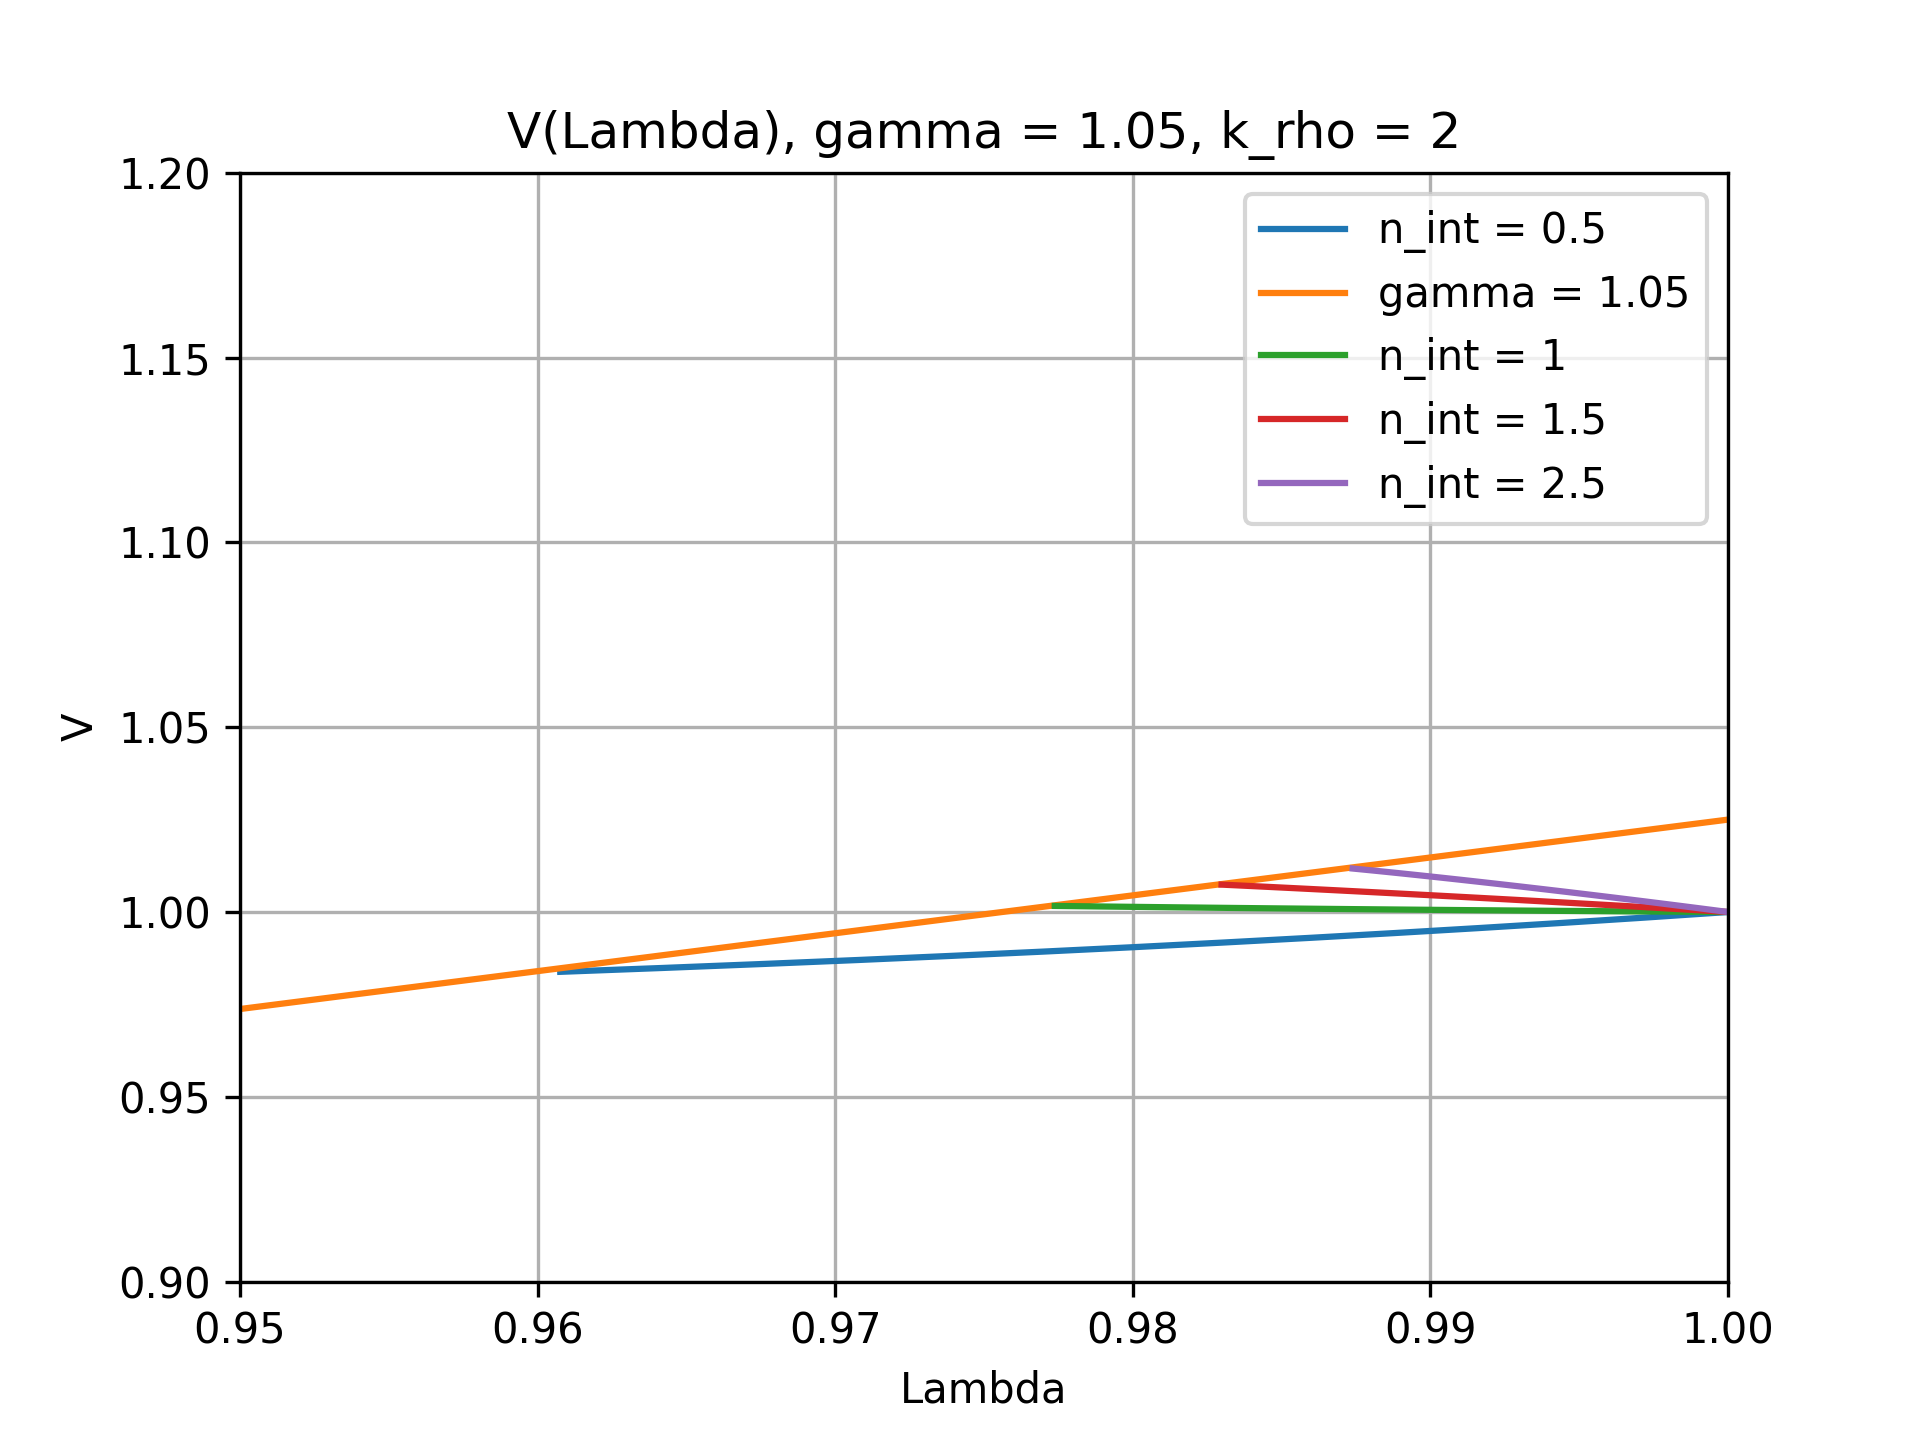 V(Lambda), gamma = 1.05, k_rho = 2
1.20
1.15
1.10
1.05
1.00
0.95
0.90
V
n_int = 0.5
gamma = 1.05
n_int = 1
n_int = 1.5
n_int = 2.5
0.95 0.96 0.97 0.98 0.99 1.00
Lambda